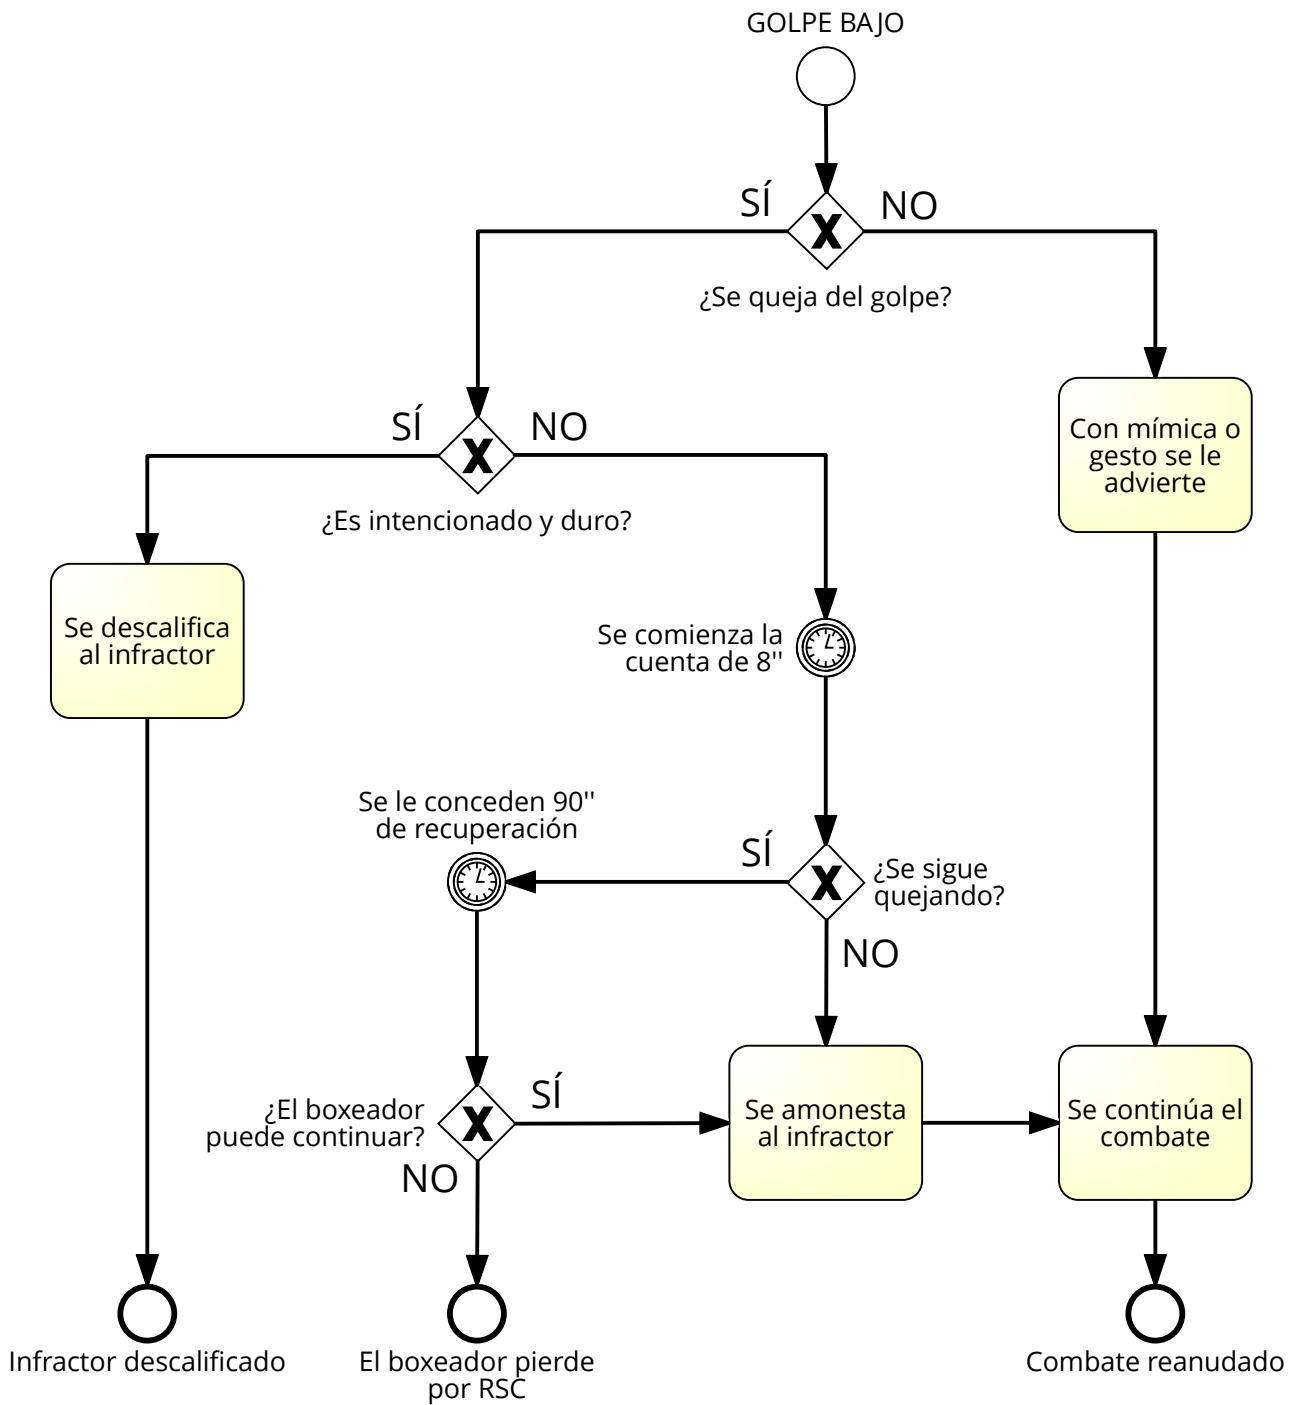 GOLPE BAJO
SÍ
NO
¿Se queja del golpe?
SÍ
NO
¿Es intencionado y duro?
Con mímica o
gesto se le
advierte
Se descalifica
al infractor
Se comienza la
cuenta de 8''
Se le conceden 90''
de recuperación
SÍ
¿Se sigue
quejando?
NO
¿El boxeador
puede continuar?
SÍ
NO
Se amonesta
al infractor
Se continúa el
combate
Infractor descalificado
El boxeador pierde
por RSC
Combate reanudado